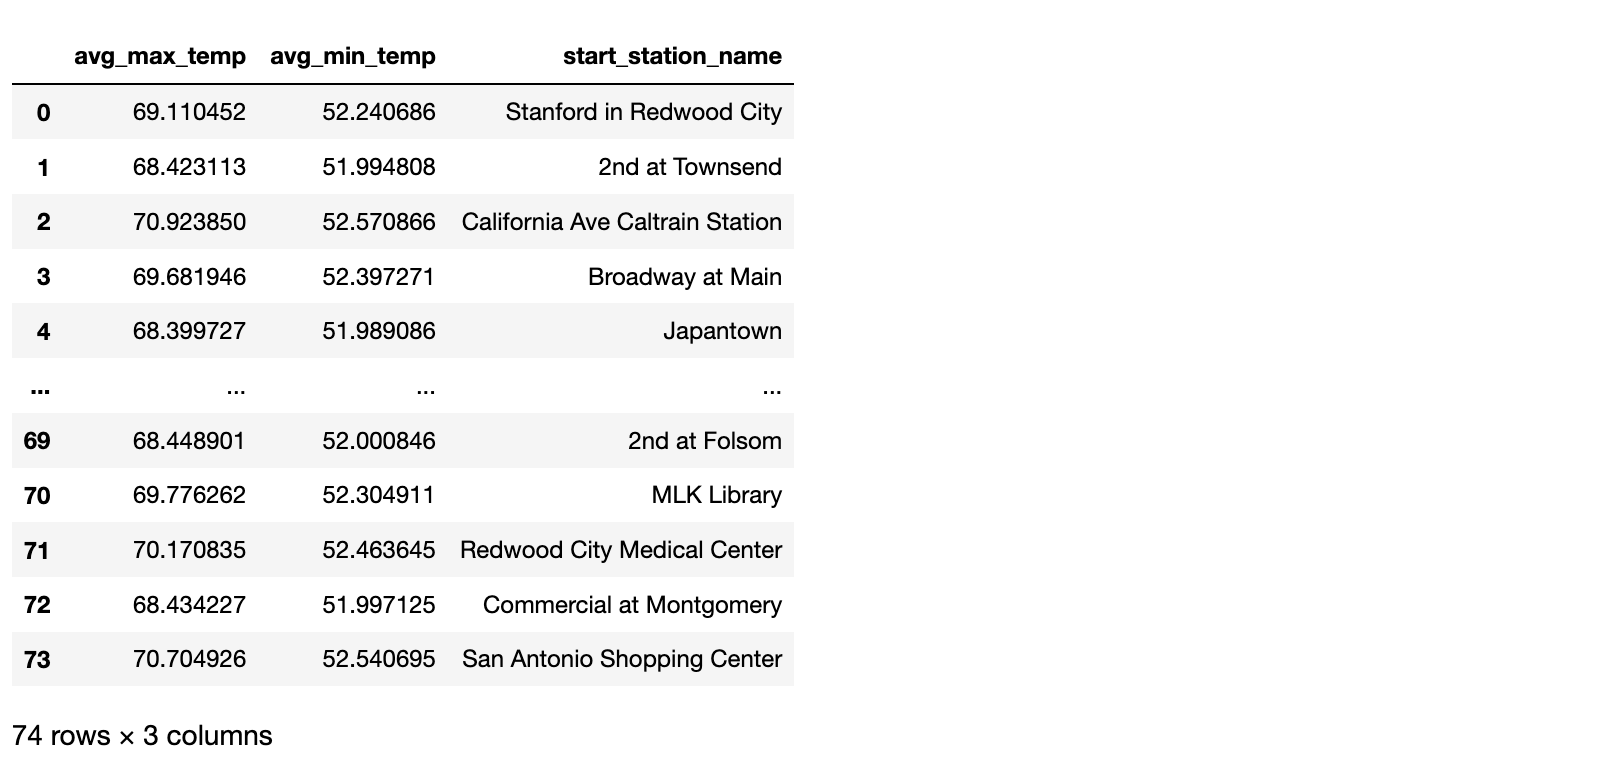 avg_max_temp avg_min_temp start_station_name
0 69.110452 52.240686 Stanford in Redwood City
1 68.423113 51.994808 2nd at Townsend
2 70.923850 52.570866 California Ave Caltrain Station
3 69.681946 52.397271 Broadway at Main
4 68.399727 51.989086 Japantown
... ... ... ...
69 68.448901 52.000846 2nd at Folsom
70 69.776262 52.304911 MLK Library
71 70.170835 52.463645 Redwood City Medical Center
72 68.434227 51.997125 Commercial at Montgomery
73 70.704926 52.540695 San Antonio Shopping Center
74 rows × 3 columns